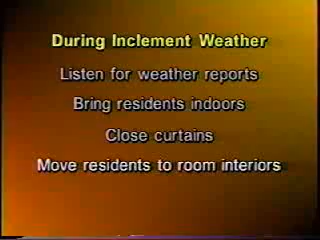 During Inclement Weather
Listen for weather reports
Bring residents indoors
Close curtains
Move residents to room interiors